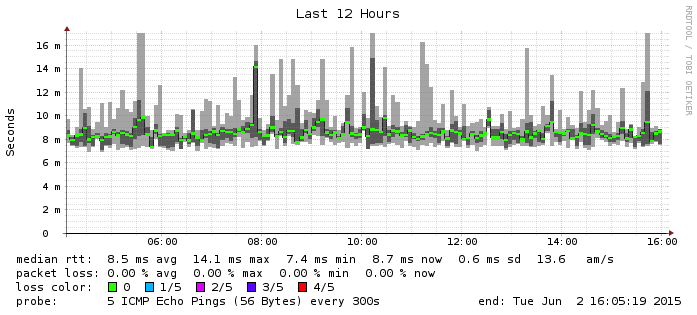 Last 12 Hours
RRDTOOL / TOBI OETIKER
Seconds
16 m
14 m
12 m
10 m
8 m
6 m
4 m
2 m
0
06:00 08:00 10:00 12:00 14:00 16:00
median rtt: 8.5 ms avg 14.1 ms max 7.4 ms min 8.7 ms now 0.6 ms sd 13.6 am/s
packet loss: 0.00 % avg 0.00 % max 0.00 % min 0.00 % now
loss color: 0 1/5 2/5 3/5 4/5
probe: 5 ICMP Echo Pings (56 Bytes) every 300s end: Tue Jun 2 16:05:19 2015